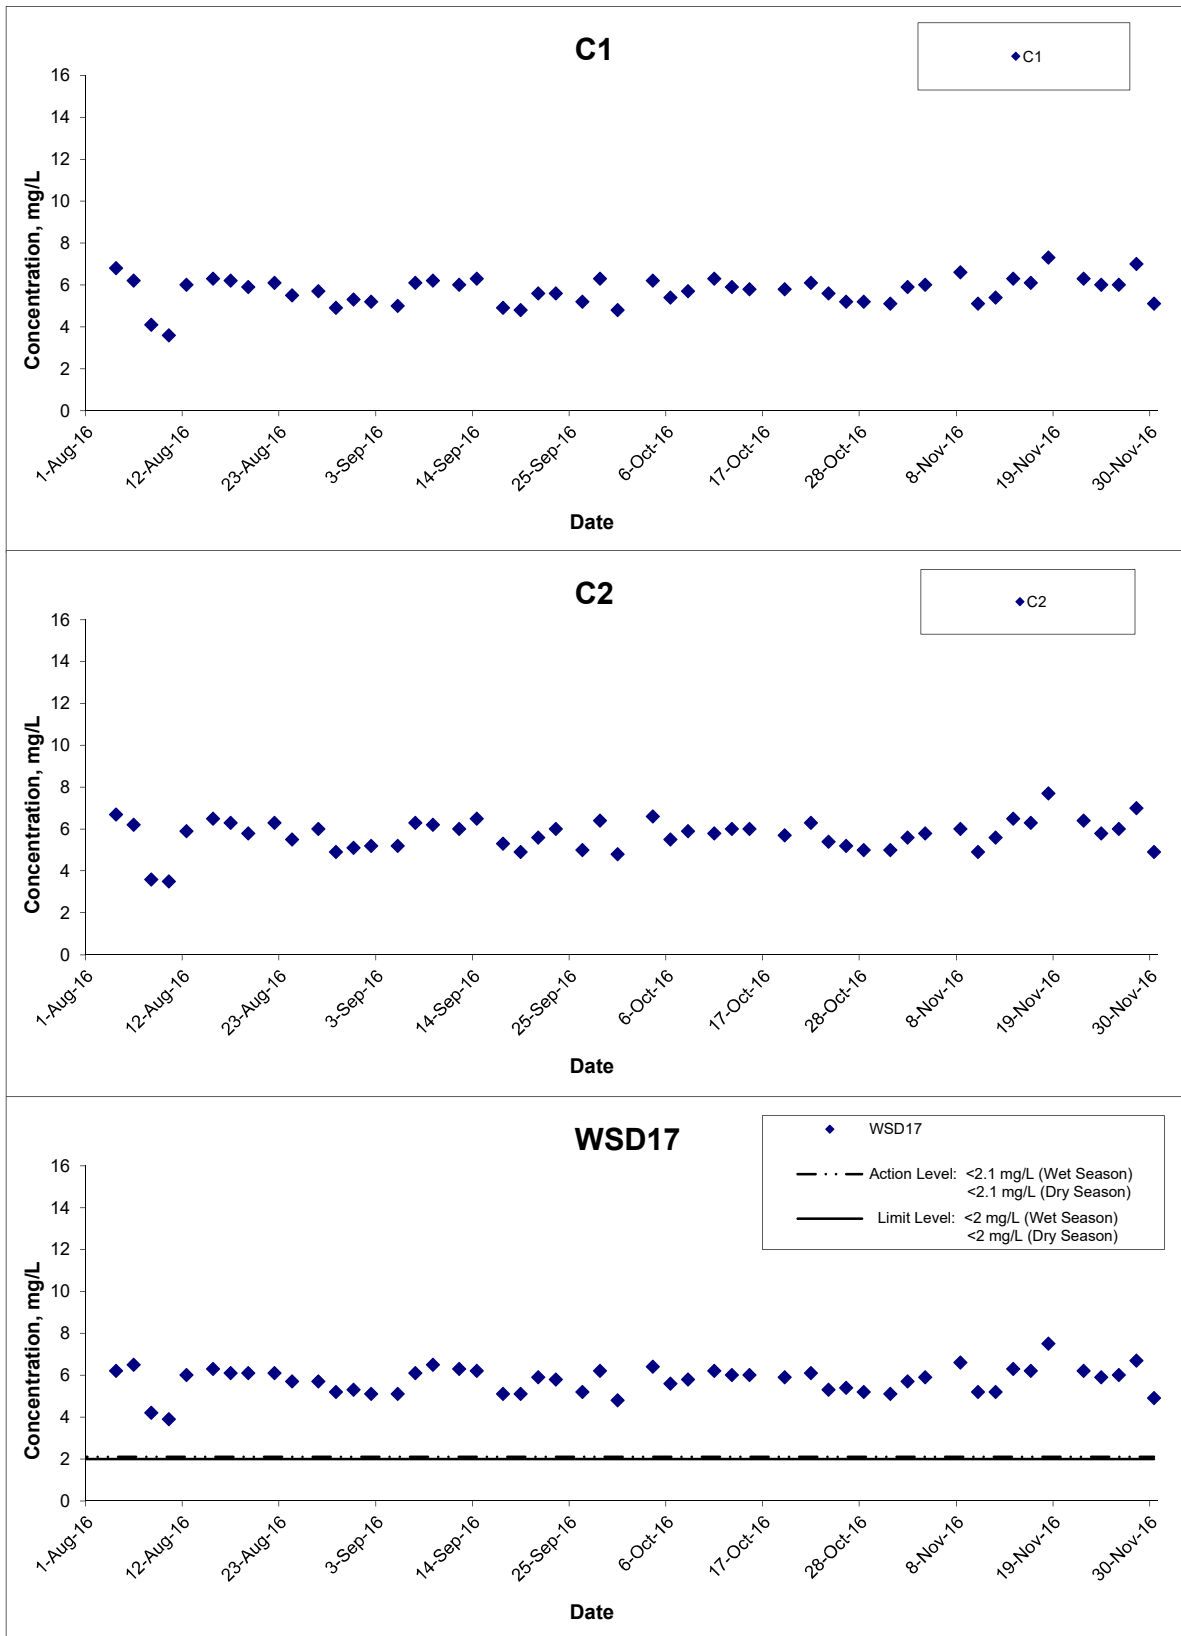 C1
C1
16
14
12
10
8
6
4
2
0
Concentration, mg/L
1-Aug-16
12-Aug-16
23-Aug-16
3-Sep-16
14-Sep-16
25-Sep-16
6-Oct-16
17-Oct-16
28-Oct-16
8-Nov-16
19-Nov-16
30-Nov-16
Date
C2
C2
16
14
12
10
8
6
4
2
0
Concentration, mg/L
1-Aug-16
12-Aug-16
23-Aug-16
3-Sep-16
14-Sep-16
25-Sep-16
6-Oct-16
17-Oct-16
28-Oct-16
8-Nov-16
19-Nov-16
30-Nov-16
Date
WSD17
WSD17
Action Level: <2.1 mg/L (Wet Season)
<2.1 mg/L (Dry Season)
Limit Level: <2 mg/L (Wet Season)
<2 mg/L (Dry Season)
16
14
12
10
8
6
4
2
0
Concentration, mg/L
1-Aug-16
12-Aug-16
23-Aug-16
3-Sep-16
14-Sep-16
25-Sep-16
6-Oct-16
17-Oct-16
28-Oct-16
8-Nov-16
19-Nov-16
30-Nov-16
Date